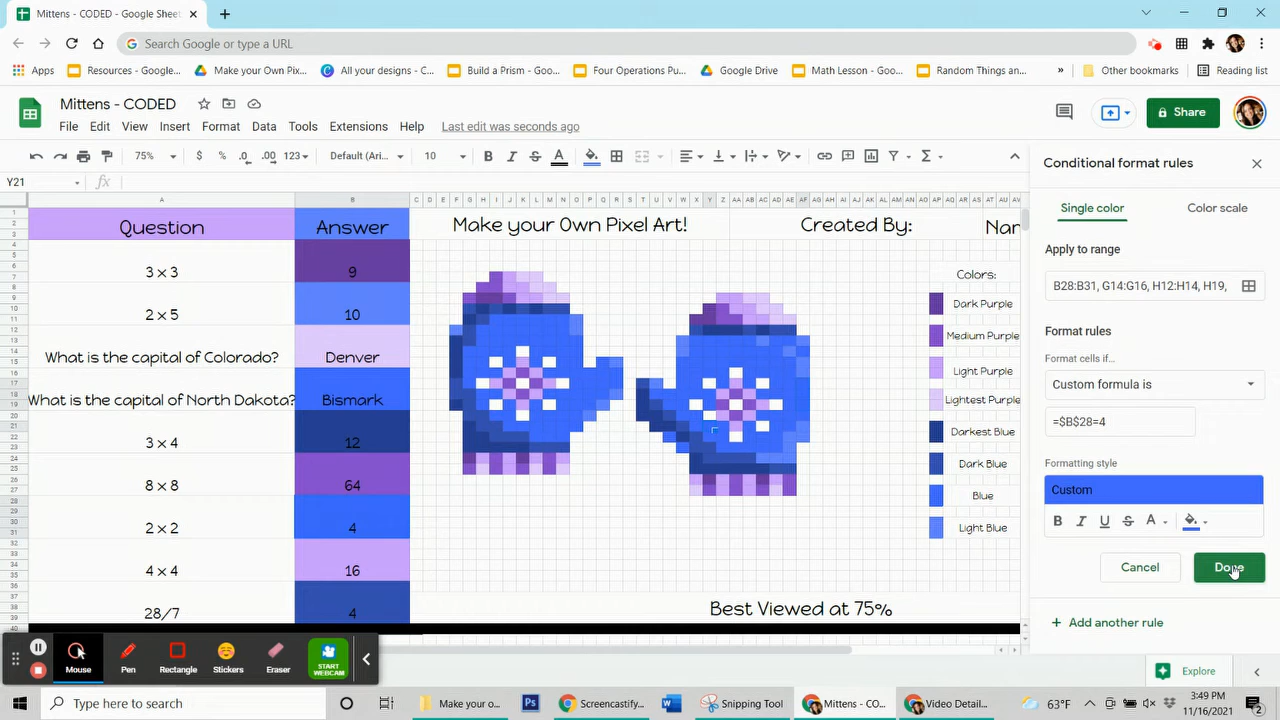 Mittens - CODED - Google Sheet
Search Google or type a URL
Apps
Resources - Google...
Make your Own Pix...
All your designs - C...
Build a Prism - Goo...
Four Operations Pu...
Google Drive
Math Lesson - Goo...
Random Things an...
»
Other bookmarks
Reading list
Mittens - CODED
File Edit View Insert Format Data Tools Extensions Help Last edit was seconds ago
Share
75% $ % .0 .00 123 Default (Ari... 10 B I S A
Y21
fx
Question
Answer
Make your Own Pixel Art!
Created By:
Nar
3 × 3
9
2 × 5
10
What is the capital of Colorado?
Denver
What is the capital of North Dakota?
Bismark
3 × 4
12
8 × 8
64
2 × 2
4
4 × 4
16
28/7
4
Colors:
Dark Purple
Medium Purple
Light Purple
Lightest Purple
Darkest Blue
Dark Blue
Blue
Light Blue
Best Viewed at 75%
Conditional format rules
Single color
Color scale
Apply to range
B28:B31, G14:G16, H12:H14, H19,
Format rules
Format cells if...
Custom formula is
=$B$28=4
Formatting style
Custom
B I U S A
Cancel
Done
+ Add another rule
Explore
Mouse
Pen
Rectangle
Stickers
Eraser
START WEBCAM
Type here to search
Make your o...
Screencastify...
Snipping Tool
Mittens - CO...
Video Detail...
63°F
3:49 PM
11/16/2021
2